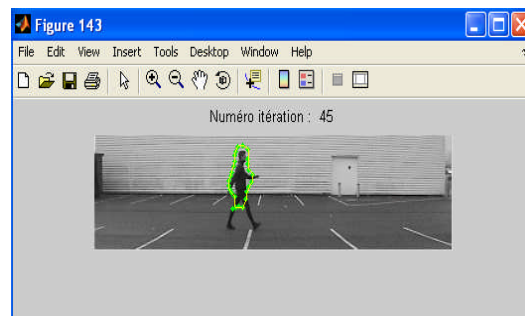 Figure 143
File Edit View Insert Tools Desktop Window Help
Numéro itération : 45